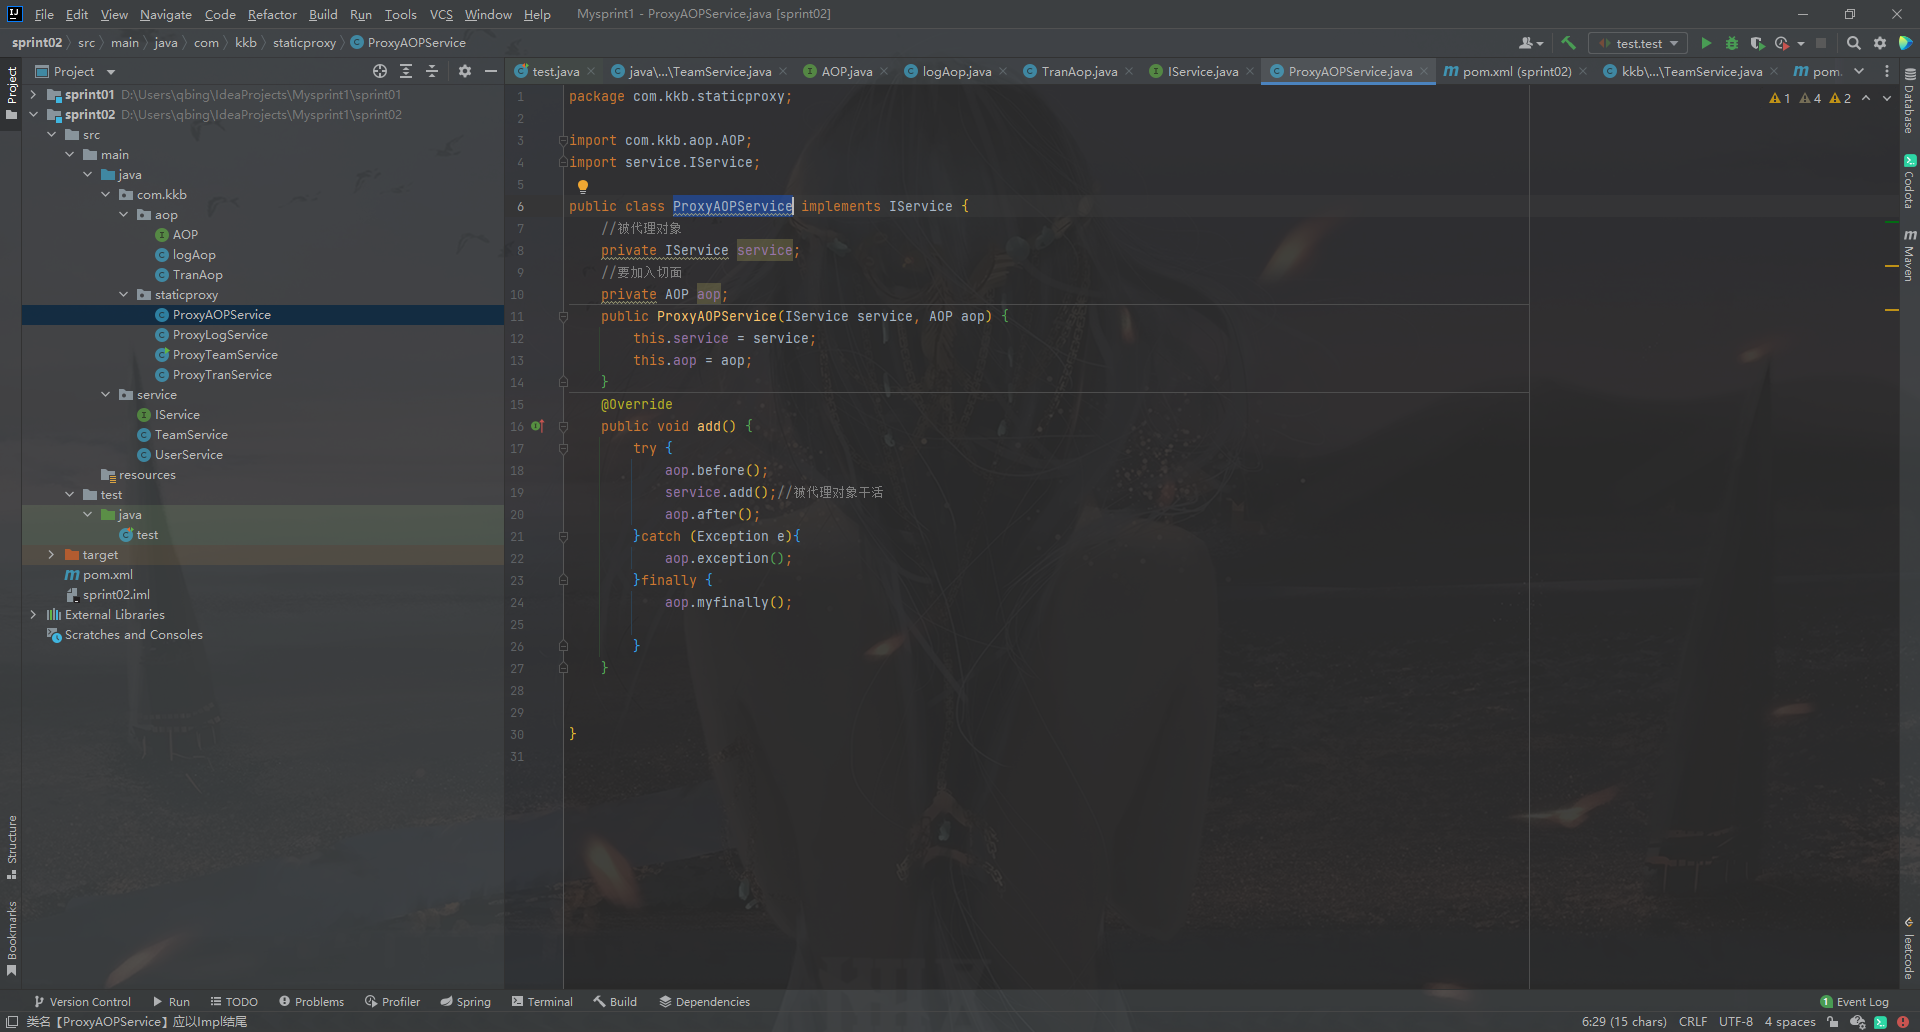 File Edit View Navigate Code Refactor Build Run Tools VCS Window Help Mysprint1 - ProxyAOPService.java [sprint02]
sprint02 src main java com kkb staticproxy ProxyAOPService
test.test
Project
test.java java\...\TeamService.java AOP.java logAop.java TranAop.java IService.java ProxyAOPService.java pom.xml (sprint02) kkb\...\TeamService.java pom.
Project
sprint01 D:\Users\qbing\IdeaProjects\Mysprint1\sprint01
sprint02 D:\Users\qbing\IdeaProjects\Mysprint1\sprint02
src
main
java
com.kkb
aop
AOP
logAop
TranAop
staticproxy
ProxyAOPService
ProxyLogService
ProxyTeamService
ProxyTranService
service
IService
TeamService
UserService
resources
test
java
test
target
pom.xml
sprint02.iml
External Libraries
Scratches and Consoles
Structure
Bookmarks
1 package com.kkb.staticproxy;
2
3 import com.kkb.aop.AOP;
4 import service.IService;
5
6 public class ProxyAOPService implements IService {
7 //被代理对象
8 private IService service;
9 //要加入切面
10 private AOP aop;
11 public ProxyAOPService(IService service, AOP aop) {
12 this.service = service;
13 this.aop = aop;
14 }
15 @Override
16 public void add() {
17 try {
18 aop.before();
19 service.add();//被代理对象干活
20 aop.after();
21 }catch (Exception e){
22 aop.exception();
23 }finally {
24 aop.myfinally();
25
26 }
27 }
28
29
30 }
31
1 4 2
Database
Codota
Maven
leetcode
Version Control Run TODO Problems Profiler Spring Terminal Build Dependencies 1 Event Log
类名【ProxyAOPService】应以Impl结尾 6:29 (15 chars) CRLF UTF-8 4 spaces